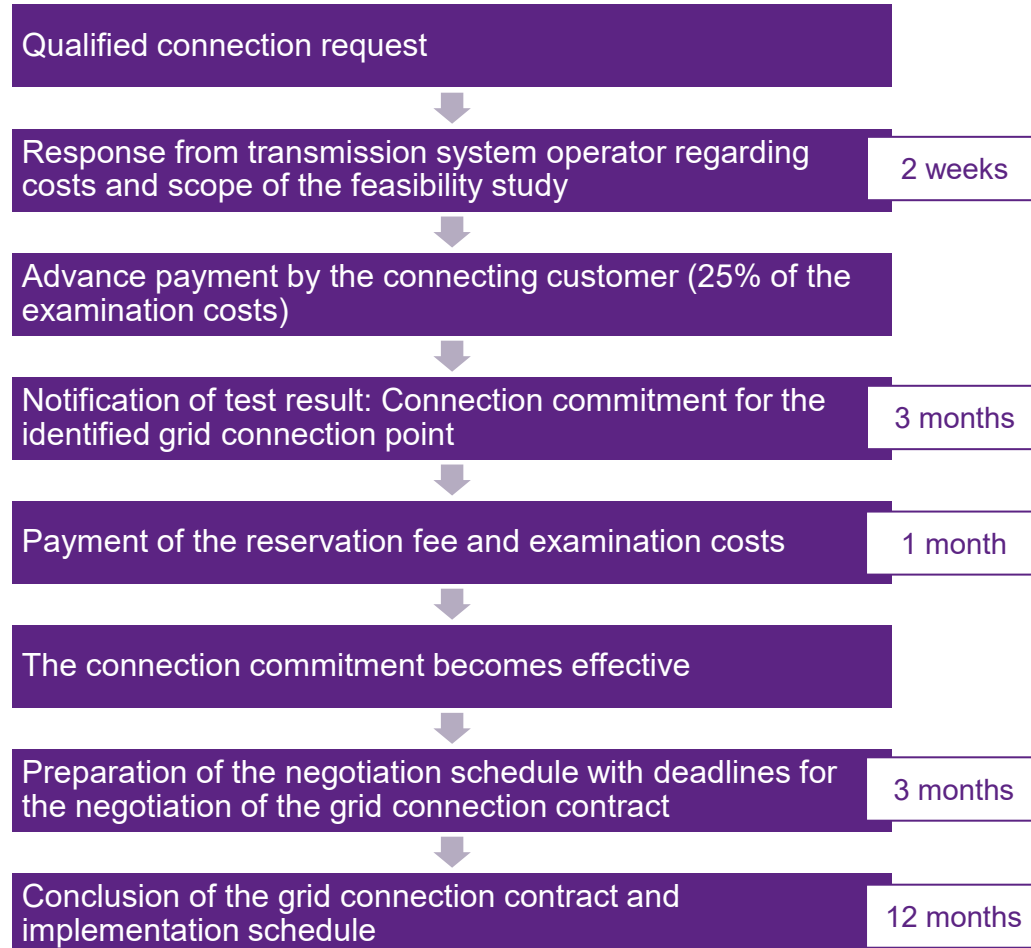 Qualified connection request
Response from transmission system operator regarding
costs and scope of the feasibility study
2 weeks
Advance payment by the connecting customer (25% of the
examination costs)
Notification of test result: Connection commitment for the
identified grid connection point
3 months
Payment of the reservation fee and examination costs
1 month
The connection commitment becomes effective
Preparation of the negotiation schedule with deadlines for
the negotiation of the grid connection contract
3 months
Conclusion of the grid connection contract and
implementation schedule
12 months